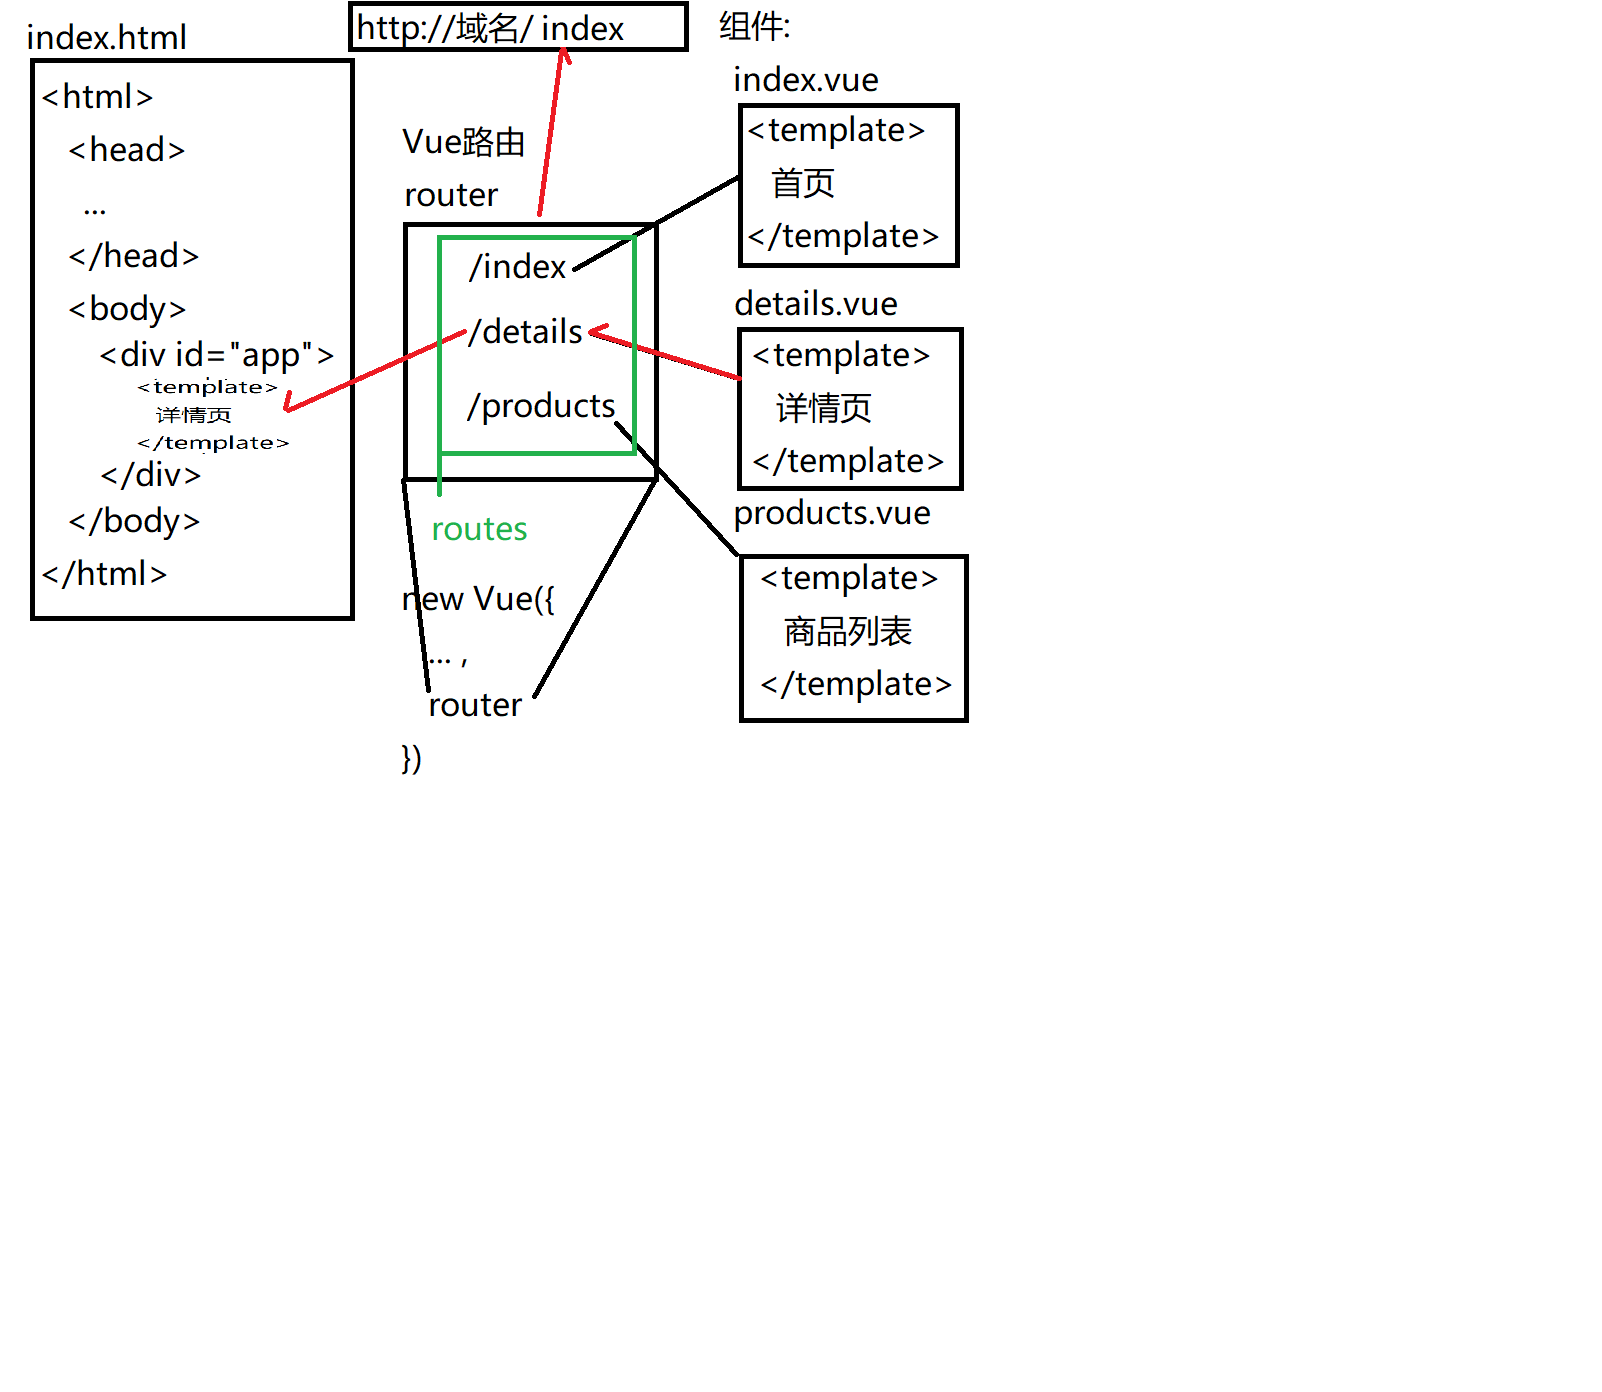 index.html
<html>
<head>
...
</head>
<body>
<div id="app">
<template>
详情页
</template>
</div>
</body>
</html>
http://域名/ index
Vue路由
router
/index
/details
/products
routes
new Vue({
... ,
router
})
组件:
index.vue
<template>
首页
</template>
details.vue
<template>
详情页
</template>
products.vue
<template>
商品列表
</template>